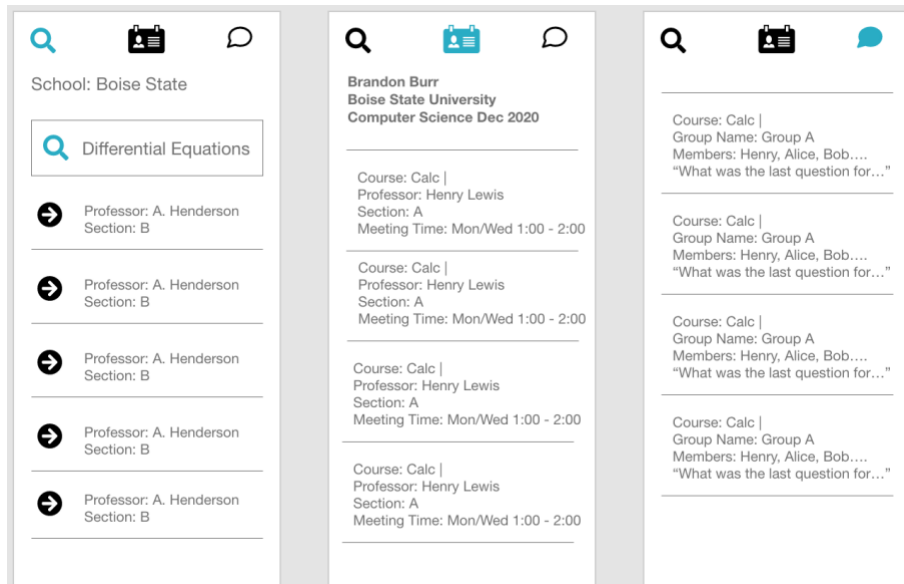 School: Boise State
Differential Equations
Professor: A. Henderson
Section: B
Professor: A. Henderson
Section: B
Professor: A. Henderson
Section: B
Professor: A. Henderson
Section: B
Professor: A. Henderson
Section: B
Brandon Burr
Boise State University
Computer Science Dec 2020
Course: Calc |
Professor: Henry Lewis
Section: A
Meeting Time: Mon/Wed 1:00 - 2:00
Course: Calc |
Professor: Henry Lewis
Section: A
Meeting Time: Mon/Wed 1:00 - 2:00
Course: Calc |
Professor: Henry Lewis
Section: A
Meeting Time: Mon/Wed 1:00 - 2:00
Course: Calc |
Professor: Henry Lewis
Section: A
Meeting Time: Mon/Wed 1:00 - 2:00
Course: Calc |
Group Name: Group A
Members: Henry, Alice, Bob….
“What was the last question for…”
Course: Calc |
Group Name: Group A
Members: Henry, Alice, Bob….
“What was the last question for…”
Course: Calc |
Group Name: Group A
Members: Henry, Alice, Bob….
“What was the last question for…”
Course: Calc |
Group Name: Group A
Members: Henry, Alice, Bob….
“What was the last question for…”